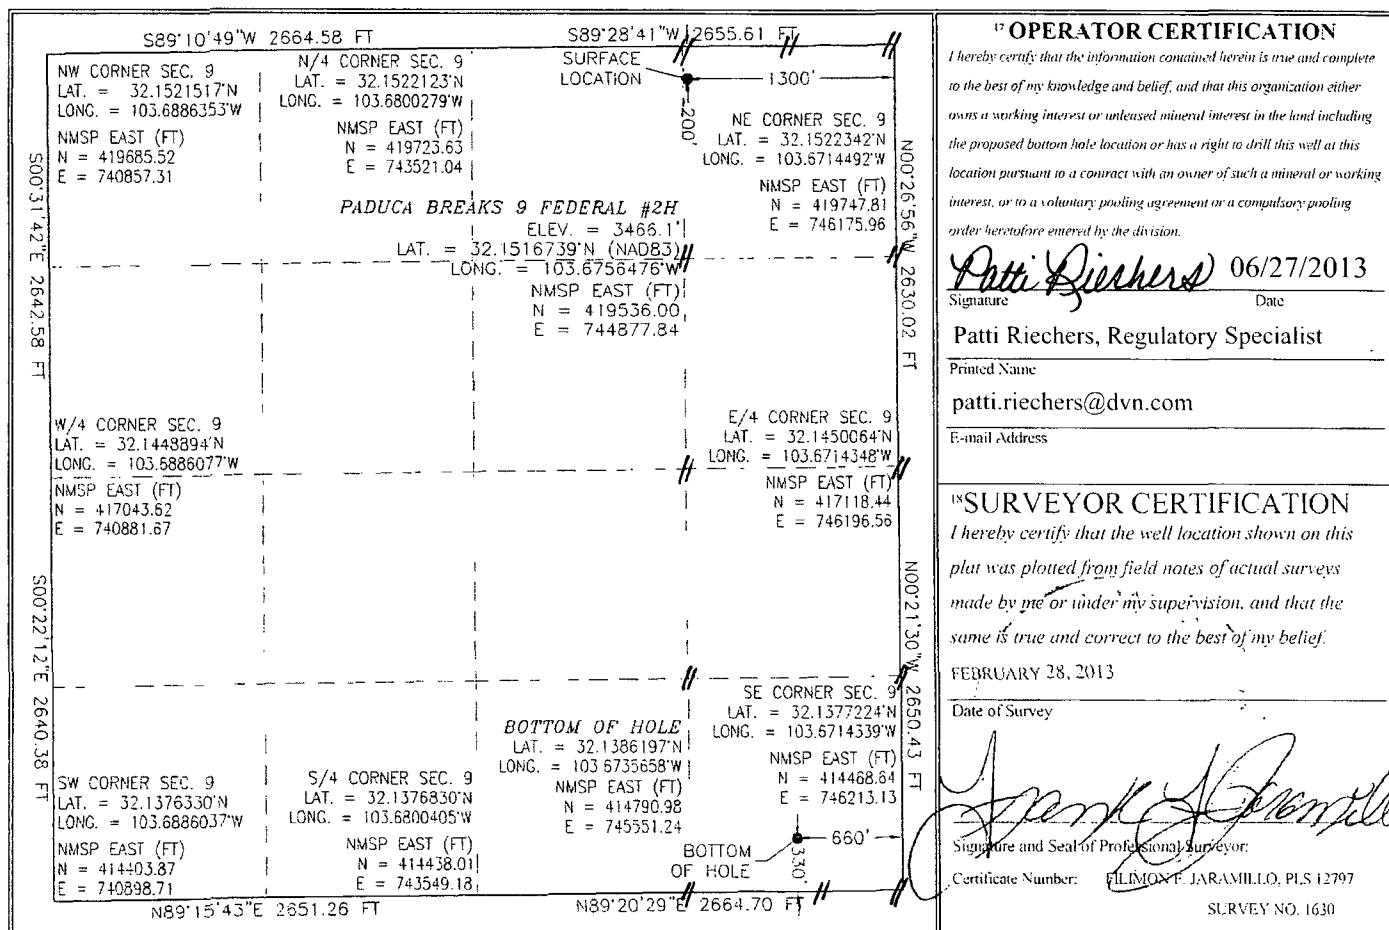 S89°10'49"W 2664.58 FT
S89°28'41"W 2655.61 FT
NW CORNER SEC. 9
LAT. = 32.1521517'N
LONG. = 103.6886353'W
NMSP EAST (FT)
N = 419685.52
E = 740857.31
N/4 CORNER SEC. 9
LAT. = 32.1522123'N
LONG. = 103.6800279'W
NMSP EAST (FT)
N = 419723.63
E = 743521.04
SURFACE
LOCATION
1300'
200'
NE CORNER SEC. 9
LAT. = 32.1522342'N
LONG. = 103.6714492'W
NMSP EAST (FT)
N = 419747.81
E = 746175.96
S00°31'42"E 2642.58 FT
N00°26'56"W 2630.02 FT
PADUCA BREAKS 9 FEDERAL #2H
ELEV. = 3466.1'
LAT. = 32.1516739'N (NAD83)
LONG. = 103.6756476'W
NMSP EAST (FT)
N = 419536.00
E = 744877.84
W/4 CORNER SEC. 9
LAT. = 32.1448894'N
LONG. = 103.6886077'W
NMSP EAST (FT)
N = 417043.62
E = 740881.67
E/4 CORNER SEC. 9
LAT. = 32.1450064'N
LONG. = 103.6714348'W
NMSP EAST (FT)
N = 417118.44
E = 746196.56
S00°22'12"E 2640.38 FT
N00°21'30"W 2650.43 FT
BOTTOM OF HOLE
LAT. = 32.1386197'N
LONG. = 103.6735658'W
NMSP EAST (FT)
N = 414790.98
E = 745551.24
SE CORNER SEC. 9
LAT. = 32.1377224'N
LONG. = 103.6714339'W
NMSP EAST (FT)
N = 414468.64
E = 746213.13
SW CORNER SEC. 9
LAT. = 32.1376330'N
LONG. = 103.6886037'W
NMSP EAST (FT)
N = 414403.87
E = 740898.71
S/4 CORNER SEC. 9
LAT. = 32.1376830'N
LONG. = 103.6800405'W
NMSP EAST (FT)
N = 414438.01
E = 743549.18
BOTTOM
OF HOLE
660'
330'
N89°15'43"E 2651.26 FT
N89°20'29"E 2664.70 FT
17 OPERATOR CERTIFICATION
I hereby certify that the information contained herein is true and complete
to the best of my knowledge and belief, and that this organization either
owns a working interest or unleased mineral interest in the land including
the proposed bottom hole location or has a right to drill this well at this
location pursuant to a contract with an owner of such a mineral or working
interest, or to a voluntary pooling agreement or a compulsory pooling
order heretofore entered by the division.
Patti Riechers 06/27/2013
Signature Date
Patti Riechers, Regulatory Specialist
Printed Name
patti.riechers@dvn.com
E-mail Address
18 SURVEYOR CERTIFICATION
I hereby certify that the well location shown on this
plat was plotted from field notes of actual surveys
made by me or under my supervision, and that the
same is true and correct to the best of my belief.
FEBRUARY 28, 2013
Date of Survey
Signature and Seal of Professional Surveyor:
Certificate Number: FILIMON F. JARAMILLO, PLS 12797
SURVEY NO. 1630